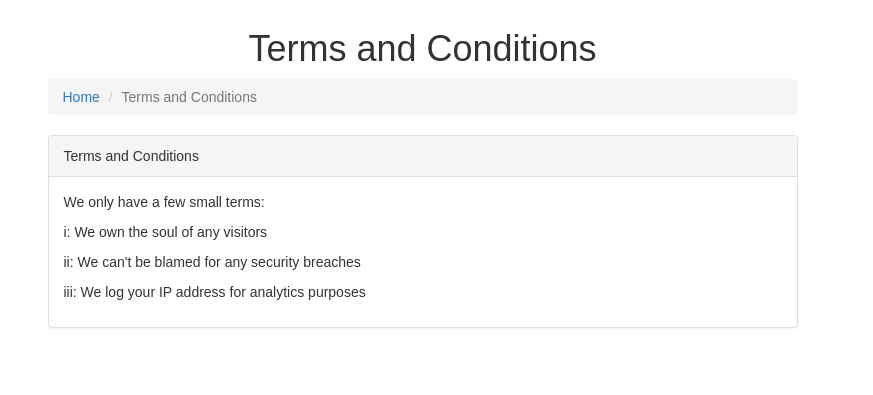 Terms and Conditions
Home / Terms and Conditions
Terms and Conditions
We only have a few small terms:
i: We own the soul of any visitors
ii: We can't be blamed for any security breaches
iii: We log your IP address for analytics purposes